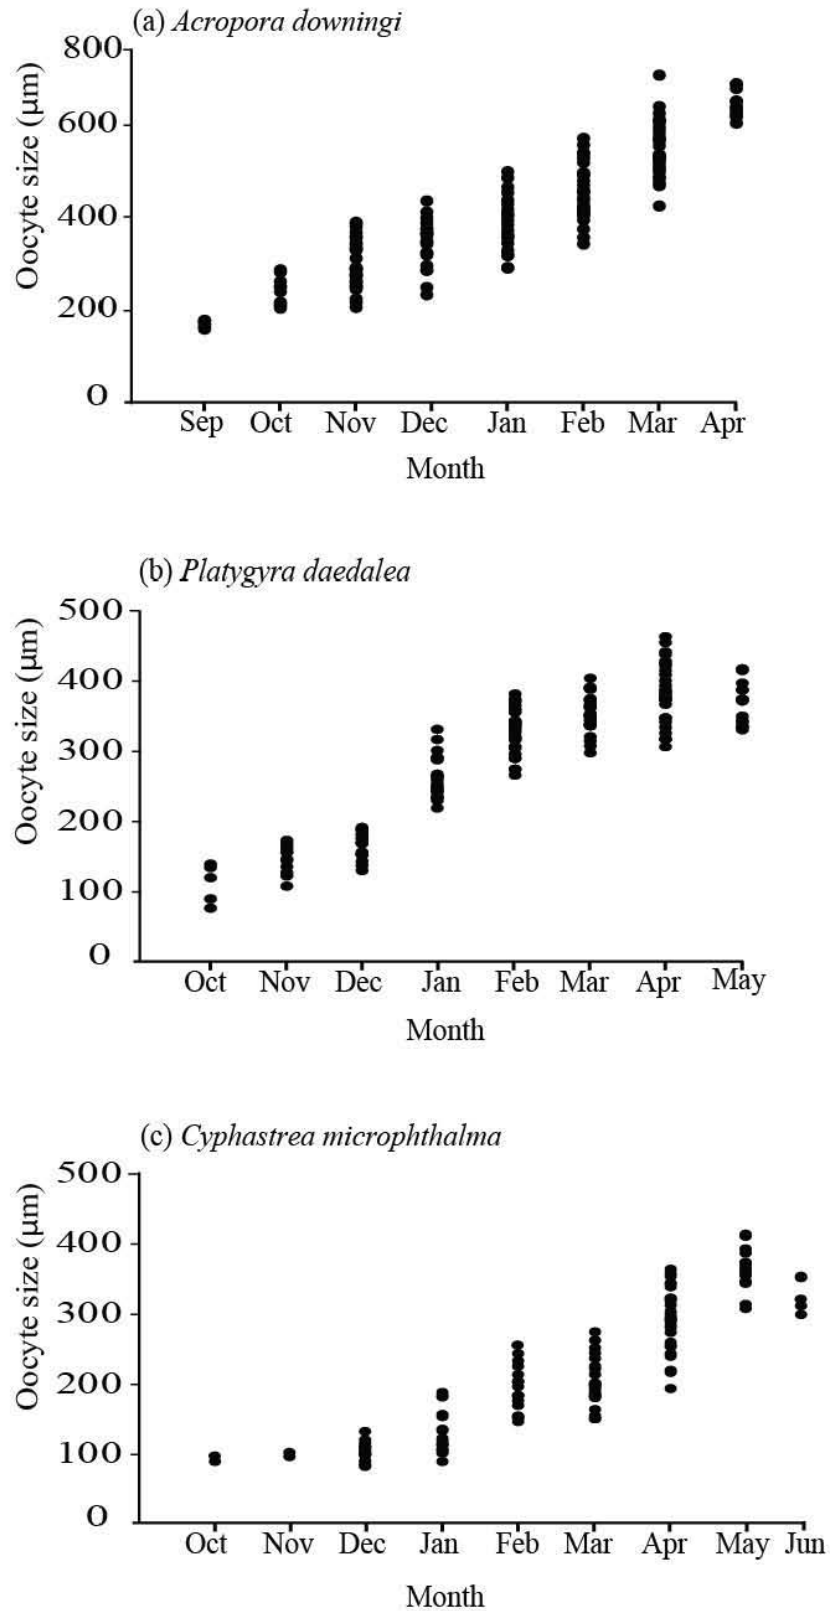 (a) Acropora downingi
800
600
400
200
0
Oocyte size (µm)
Sep Oct Nov Dec Jan Feb Mar Apr
Month
(b) Platygyra daedalea
500
400
300
200
100
0
Oocyte size (µm)
Oct Nov Dec Jan Feb Mar Apr May
Month
(c) Cyphastrea microphthalma
500
400
300
200
100
0
Oocyte size (µm)
Oct Nov Dec Jan Feb Mar Apr May Jun
Month